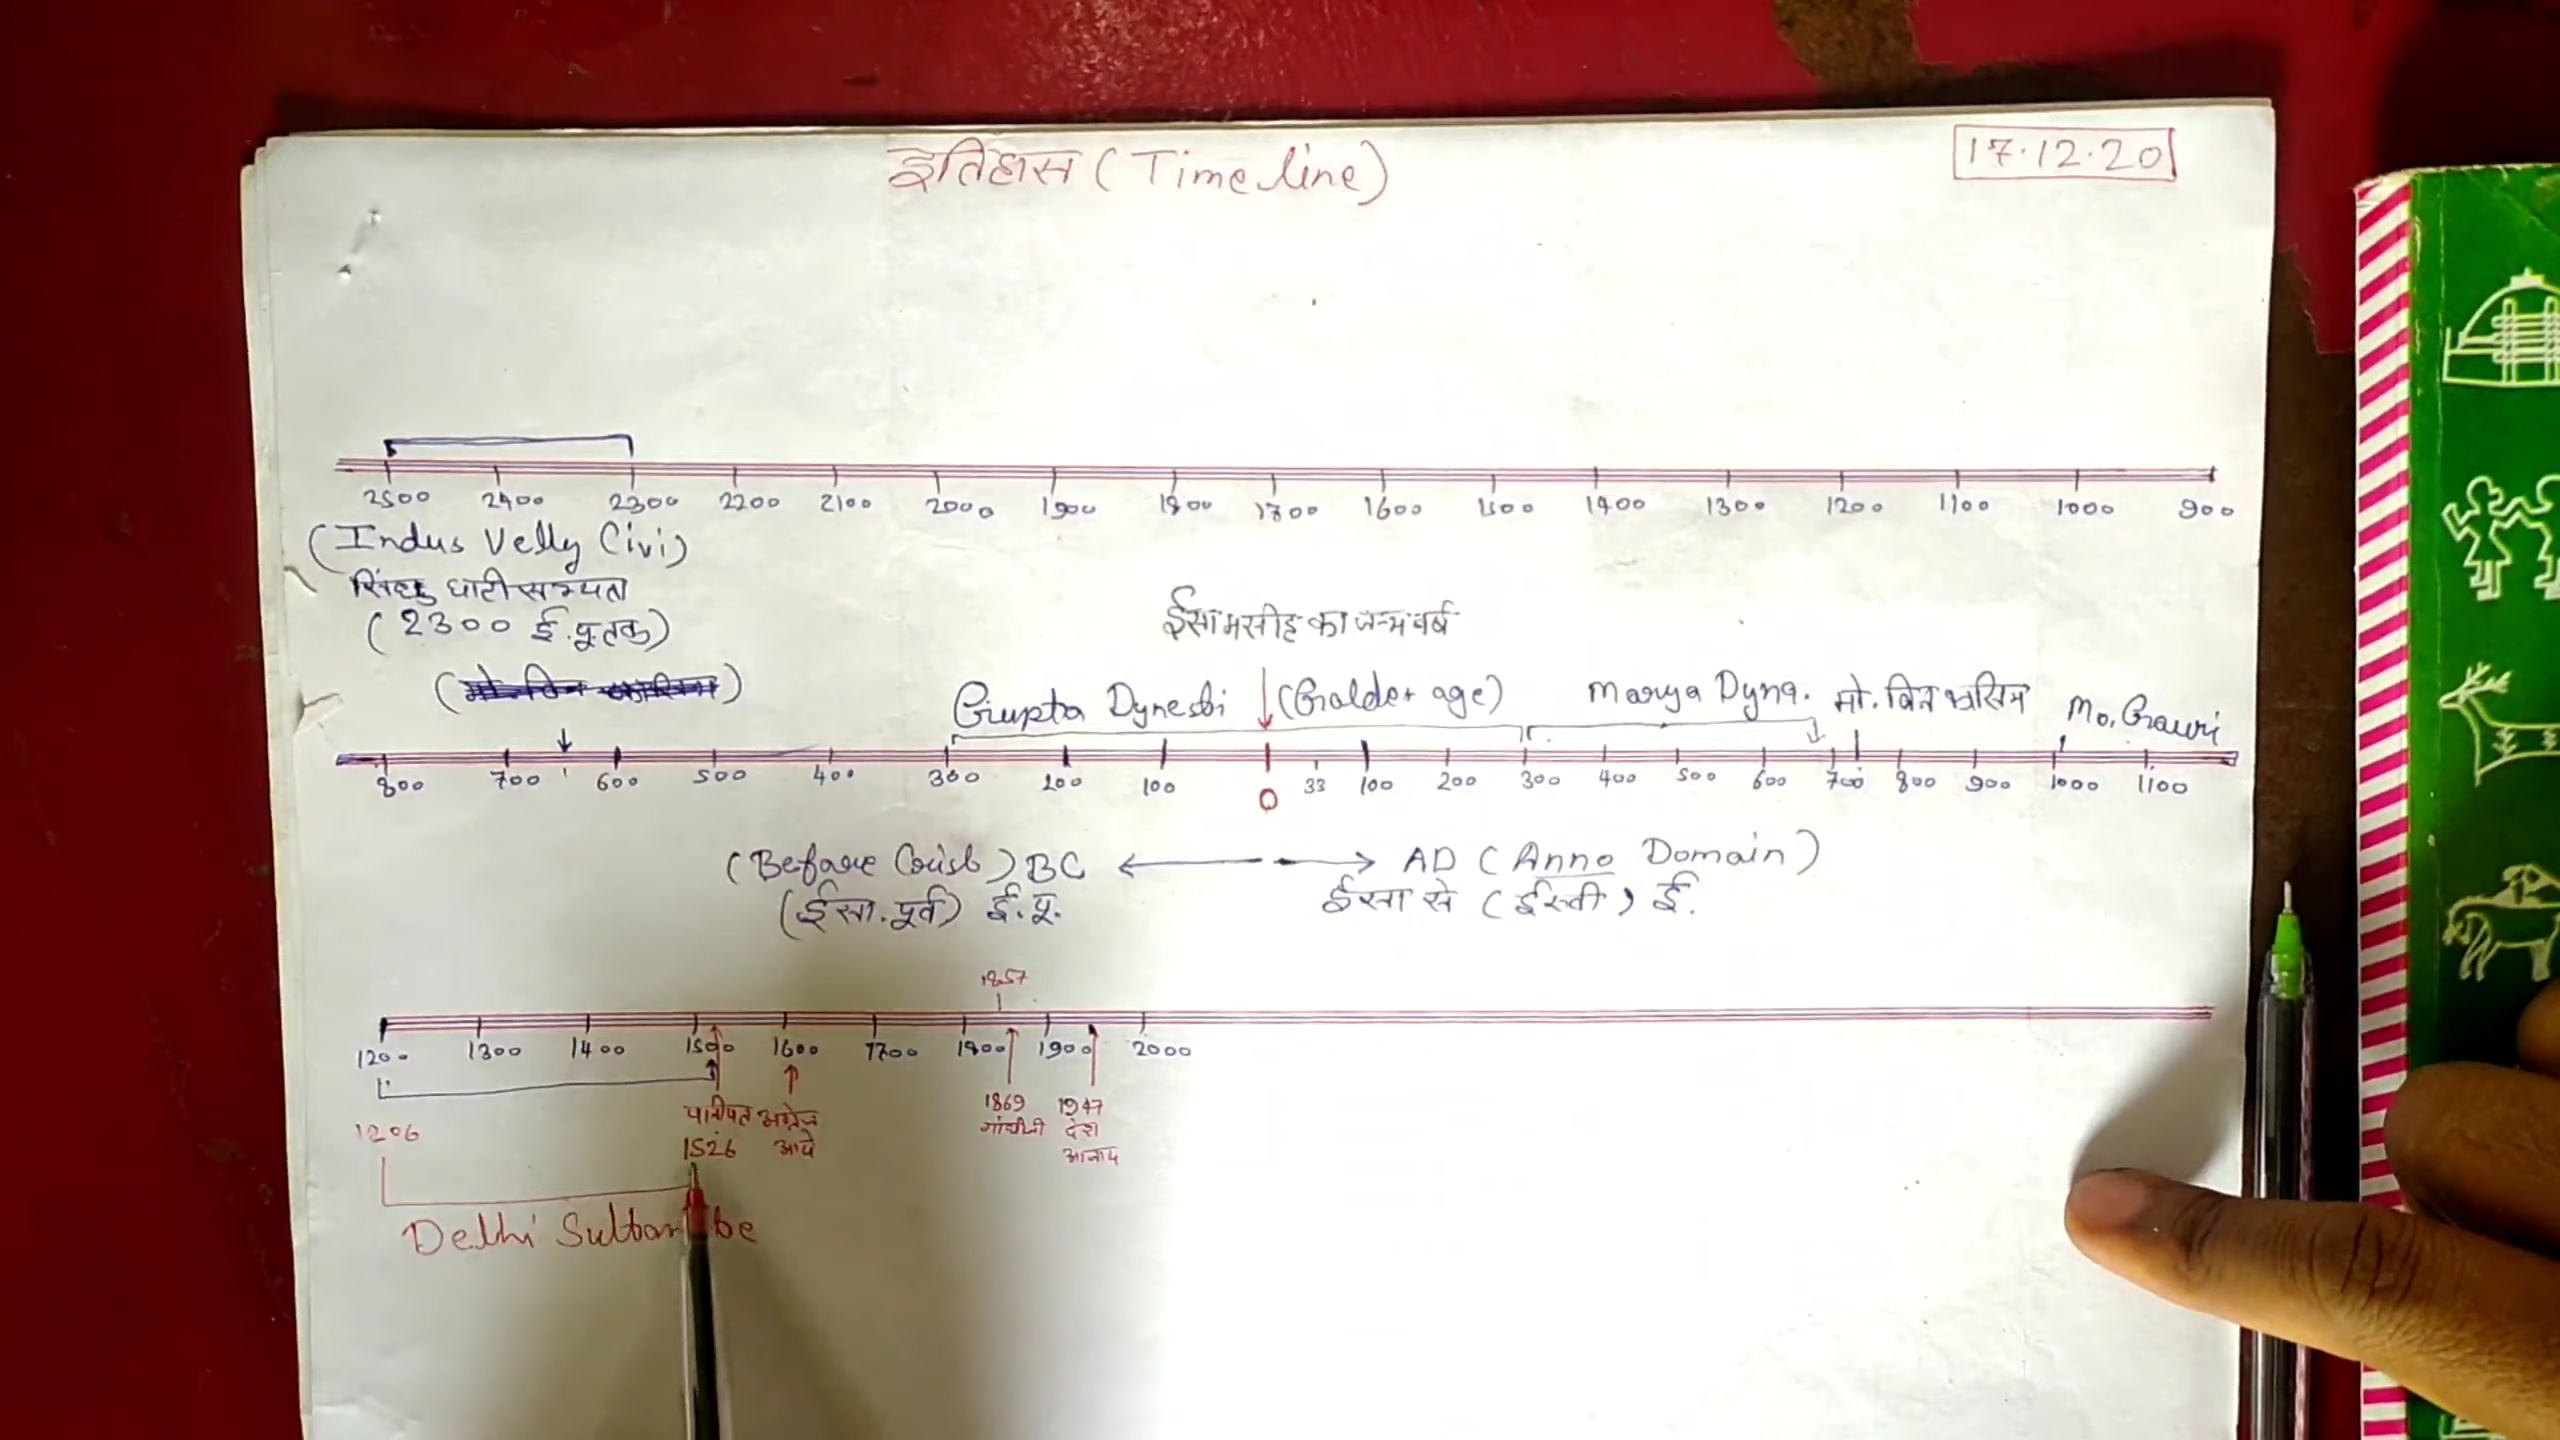 इतिहास (Time line)
17.12.20
2500 2400 2300 2200 2100 2000 1900 1800 1700 1600 1500 1400 1300 1200 1100 1000 900
(Indus Velly Civi)
सिंधु घाटी सभ्यता
(2300 ई.पू. तक)
ईसा मसीह का जन्म वर्ष
Grupta Dynesti (Golder age) Marya Dyna. मो. बिन कासिम Mo. Grauri
800 700 600 500 400 300 200 100 0 33 100 200 300 400 500 600 700 800 900 1000 1100
(Before Crist) BC AD (Anno Domain)
(ईसा. पूर्व) ई. पू. ईसा से (ईस्वी) ई.
1857
1200 1300 1400 1500 1600 1700 1800 1900 2000
1206 पानीपत अंग्रेज 1869 1947
1526 आये गांधीजी देश
आजाद
Delhi Sultan be